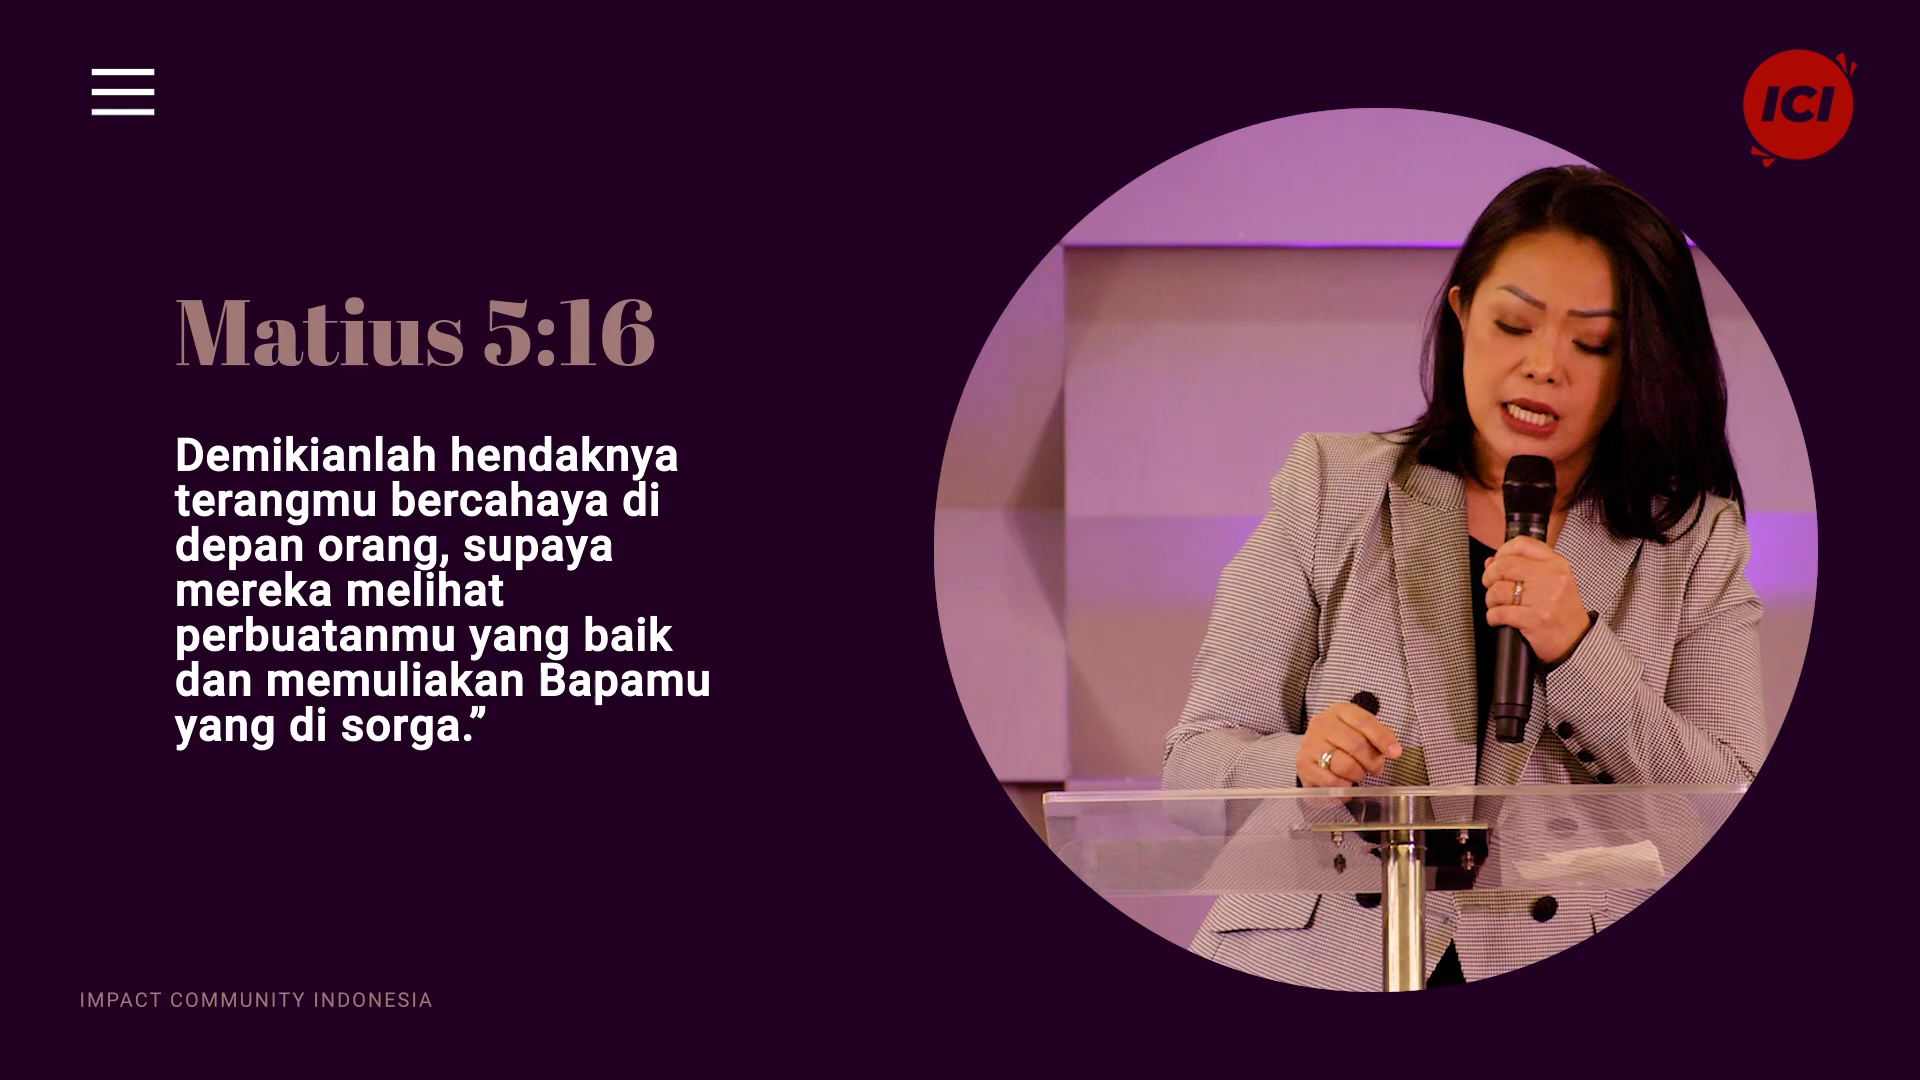 ICI
Matius 5:16
Demikianlah hendaknya
terangmu bercahaya di
depan orang, supaya
mereka melihat
perbuatanmu yang baik
dan memuliakan Bapamu
yang di sorga.”
IMPACT COMMUNITY INDONESIA